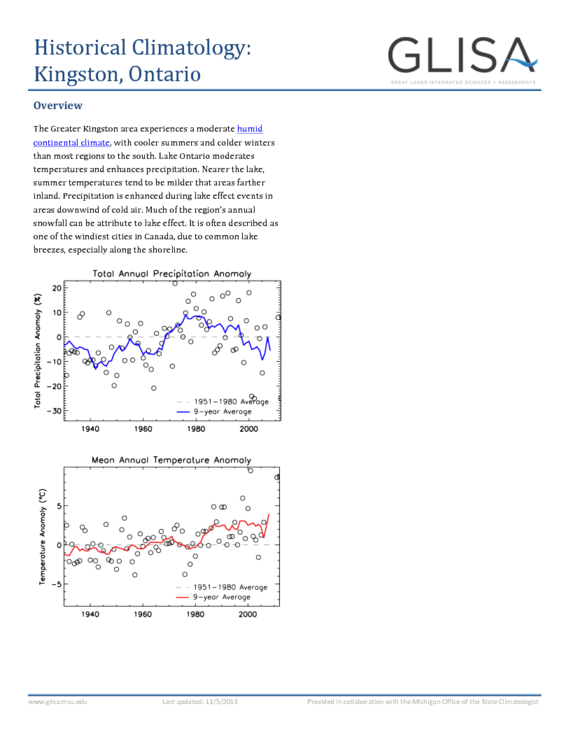 Historical Climatology:
Kingston, Ontario
GLISA
GREAT LAKES INTEGRATED SCIENCES + ASSESSMENTS
Overview
The Greater Kingston area experiences a moderate humid
continental climate, with cooler summers and colder winters
than most regions to the south. Lake Ontario moderates
temperatures and enhances precipitation. Nearer the lake,
summer temperatures tend to be milder that areas farther
inland. Precipitation is enhanced during lake effect events in
areas downwind of cold air. Much of the region's annual
snowfall can be attribute to lake effect. It is often described as
one of the windiest cities in Canada, due to common lake
breezes, especially along the shoreline.
Total Annual Precipitation Anomaly
Total Precipitation Anomaly (%)
20
10
0
−10
−20
−30
1951−1980 Average
9−year Average
1940 1960 1980 2000
Mean Annual Temperature Anomaly
Temperature Anomaly (°C)
5
0
−5
1951−1980 Average
9−year Average
1940 1960 1980 2000
www.glisa.msu.edu Last updated: 11/5/2013 Provided in collaboration with the Michigan Office of the State Climatologist